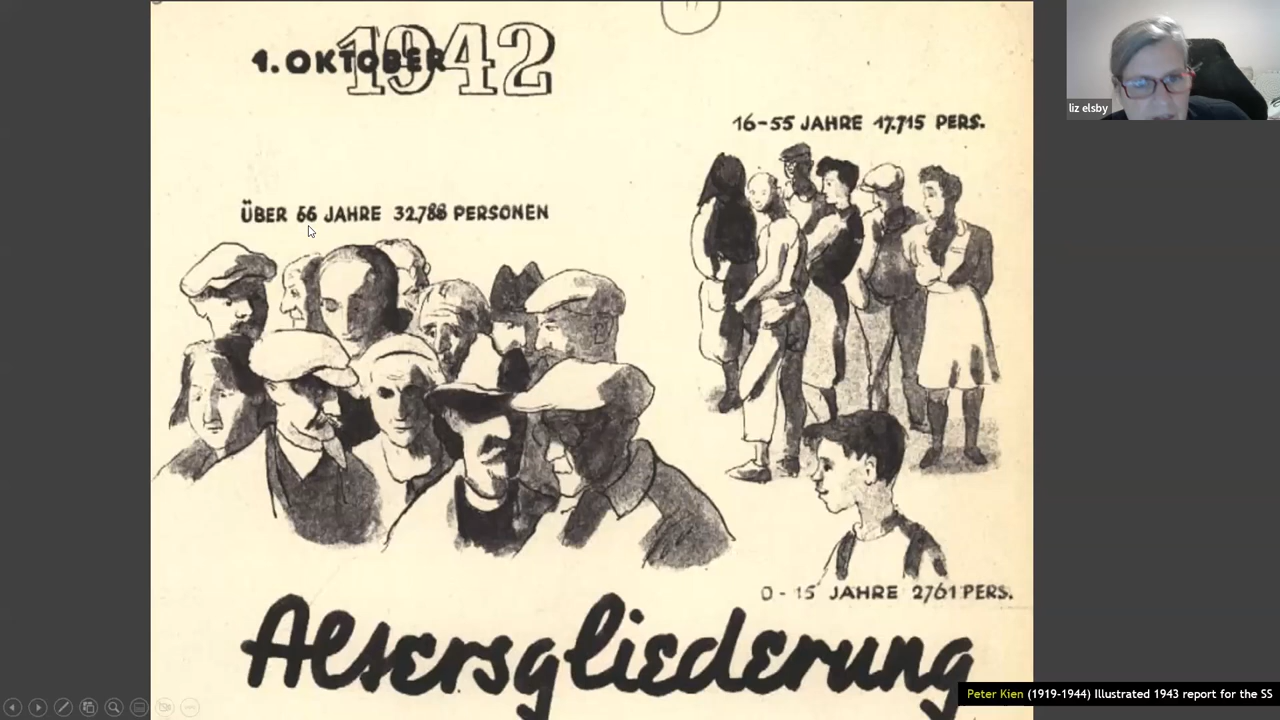 1. OKTOBER 1942
16-55 JAHRE 17.715 PERS.
liz elsby
ÜBER 56 JAHRE 32.788 PERSONEN
0 - 15 JAHRE 2761 PERS.
Altersgliederung
Peter Kien (1919-1944) Illustrated 1943 report for the SS